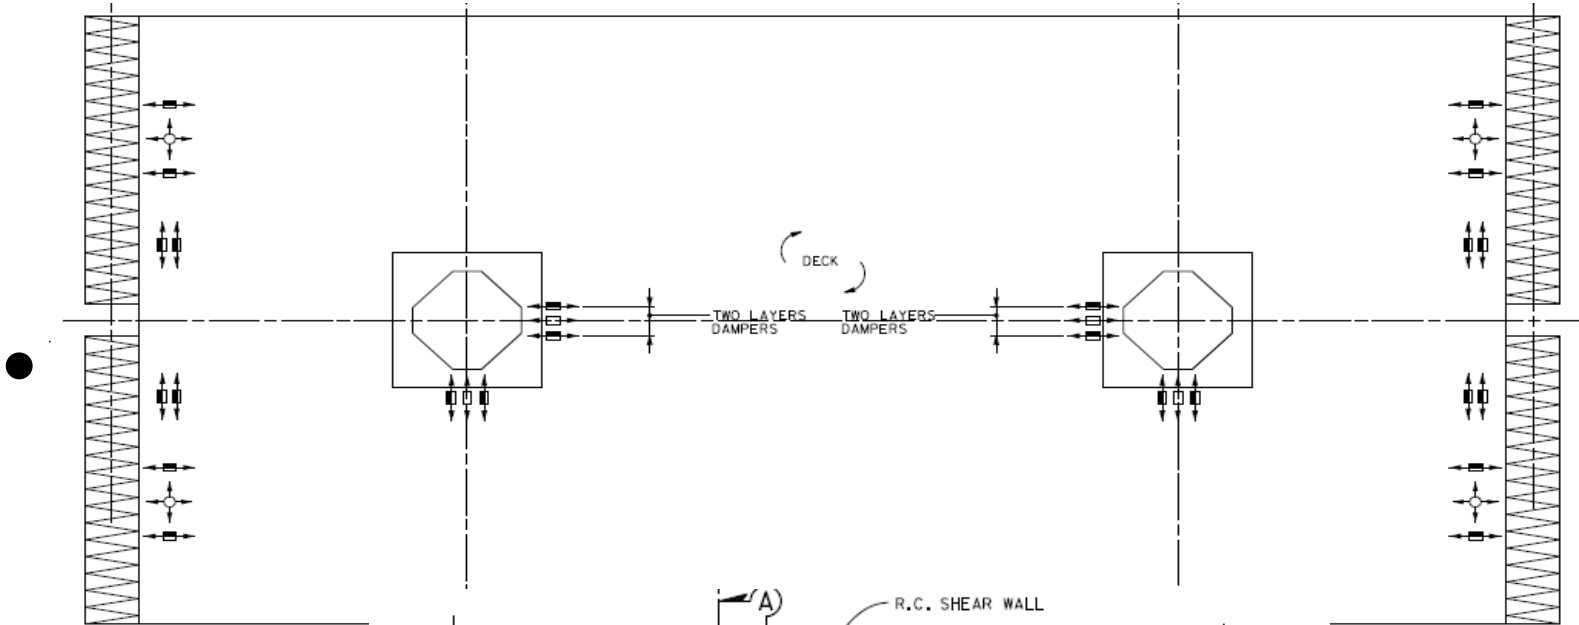 DECK
TWO LAYERS
DAMPERS
TWO LAYERS
DAMPERS
A
R.C. SHEAR WALL